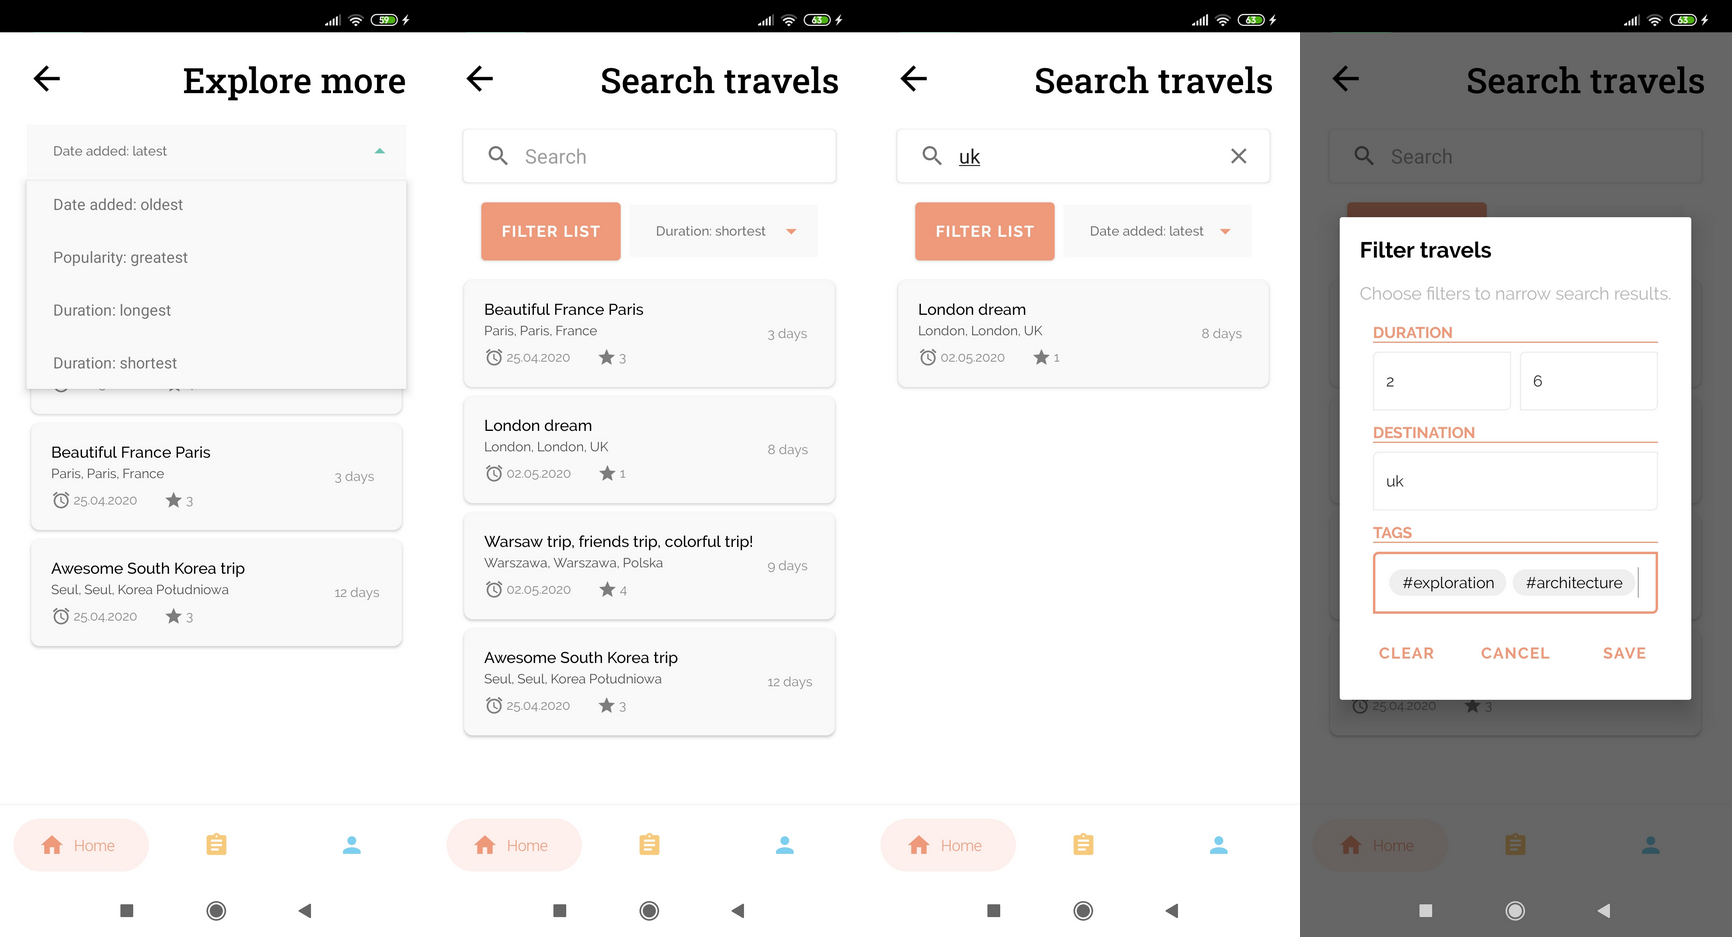 59
Explore more
Date added: latest
Date added: oldest
Popularity: greatest
Duration: longest
Duration: shortest
Beautiful France Paris
Paris, Paris, France
3 days
25.04.2020 3
Awesome South Korea trip
Seul, Seul, Korea Południowa
12 days
25.04.2020 3
Home
63
Search travels
Search
FILTER LIST
Duration: shortest
Beautiful France Paris
Paris, Paris, France
3 days
25.04.2020 3
London dream
London, London, UK
8 days
02.05.2020 1
Warsaw trip, friends trip, colorful trip!
Warszawa, Warszawa, Polska
9 days
02.05.2020 4
Awesome South Korea trip
Seul, Seul, Korea Południowa
12 days
25.04.2020 3
Home
63
Search travels
uk
FILTER LIST
Date added: latest
London dream
London, London, UK
8 days
02.05.2020 1
Home
63
Search travels
Search
Filter travels
Choose filters to narrow search results.
DURATION
2 6
DESTINATION
uk
TAGS
#exploration #architecture
CLEAR CANCEL SAVE
25.04.2020 3
Home